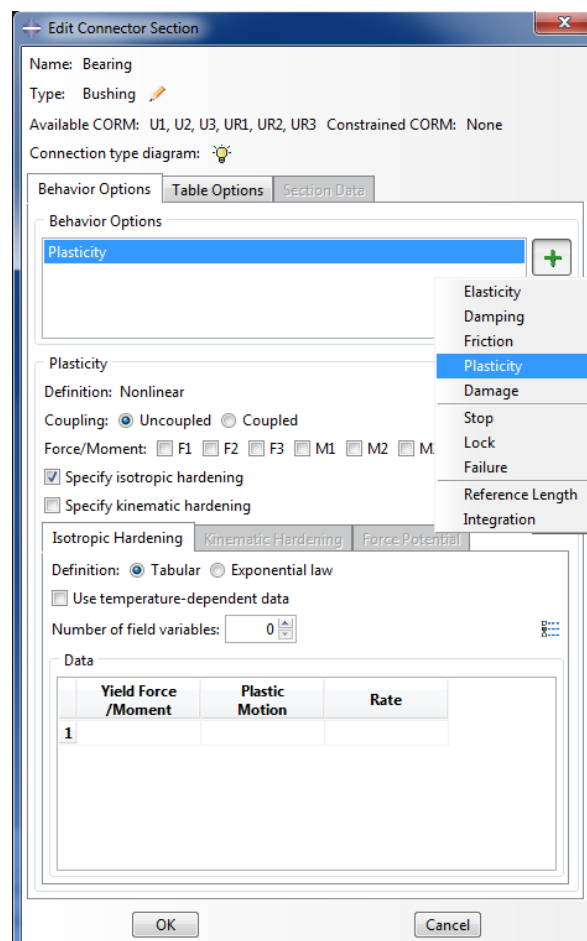 Edit Connector Section
Name: Bearing
Type: Bushing
Available CORM: U1, U2, U3, UR1, UR2, UR3 Constrained CORM: None
Connection type diagram:
Behavior Options Table Options Section Data
Behavior Options
Plasticity
Elasticity
Damping
Friction
Plasticity
Damage
Stop
Lock
Failure
Reference Length
Integration
Plasticity
Definition: Nonlinear
Coupling: Uncoupled Coupled
Force/Moment: F1 F2 F3 M1 M2
Specify isotropic hardening
Specify kinematic hardening
Isotropic Hardening Kinematic Hardening Force Potential
Definition: Tabular Exponential law
Use temperature-dependent data
Number of field variables: 0
Data
Yield Force /Moment Plastic Motion Rate
1
OK Cancel